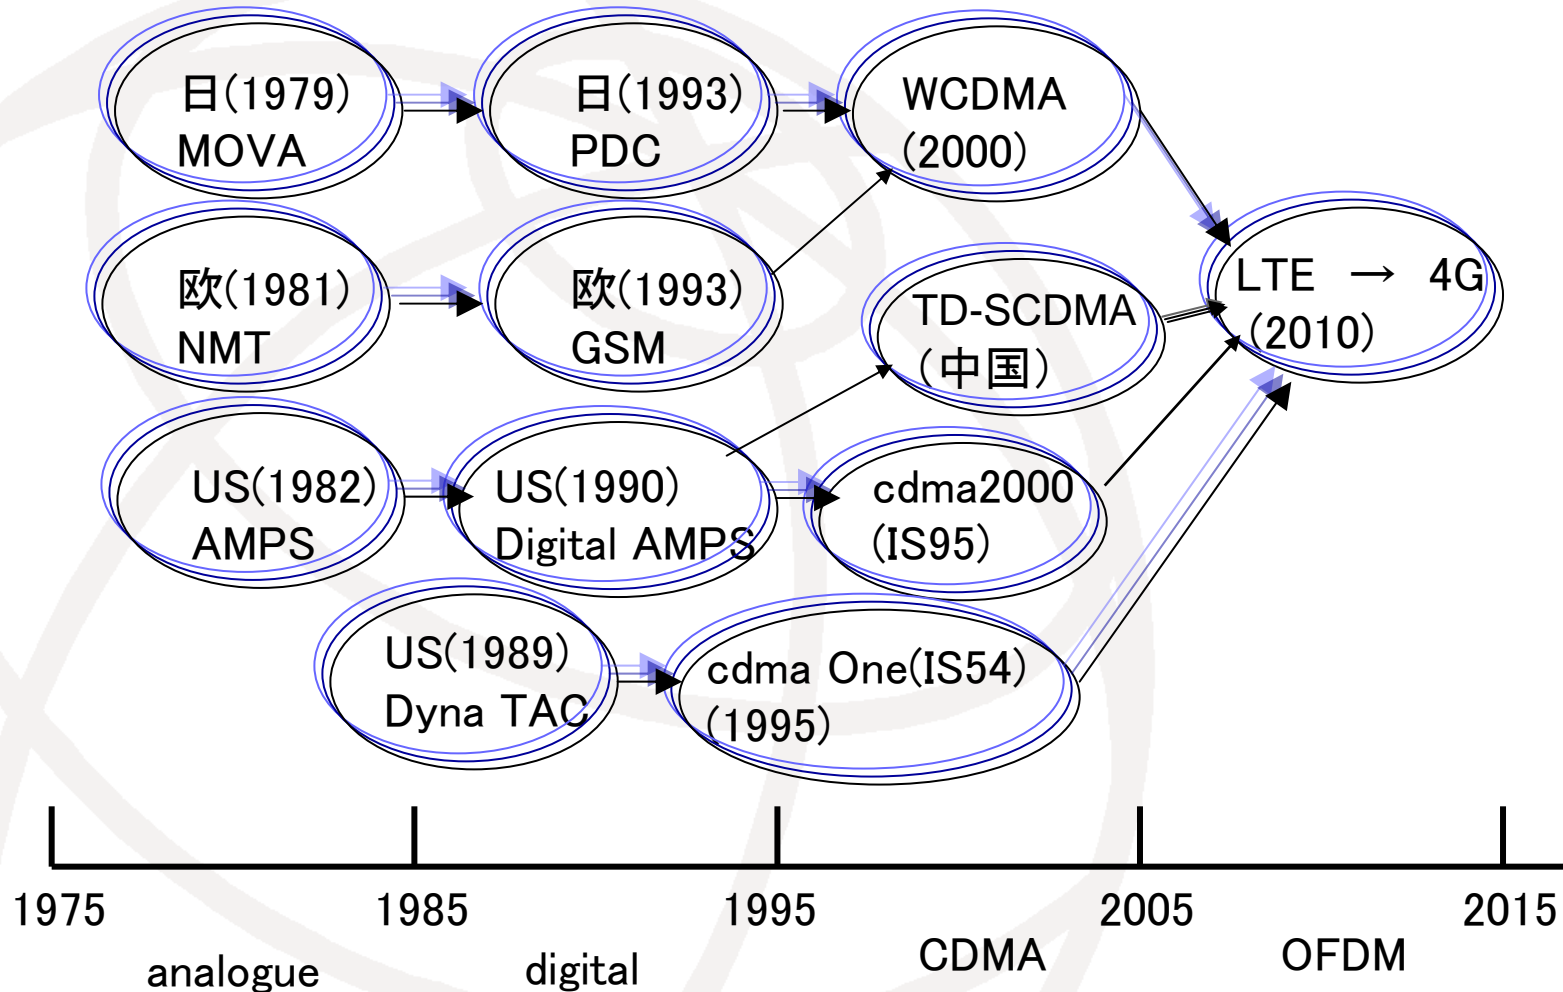 日(1979)
MOVA
日(1993)
PDC
WCDMA
(2000)
欧(1981)
NMT
欧(1993)
GSM
TD-SCDMA
(中国)
LTE → 4G
(2010)
US(1982)
AMPS
US(1990)
Digital AMPS
cdma2000
(IS95)
US(1989)
Dyna TAC
cdma One(IS54)
(1995)
1975
1985
1995
2005
2015
analogue
digital
CDMA
OFDM